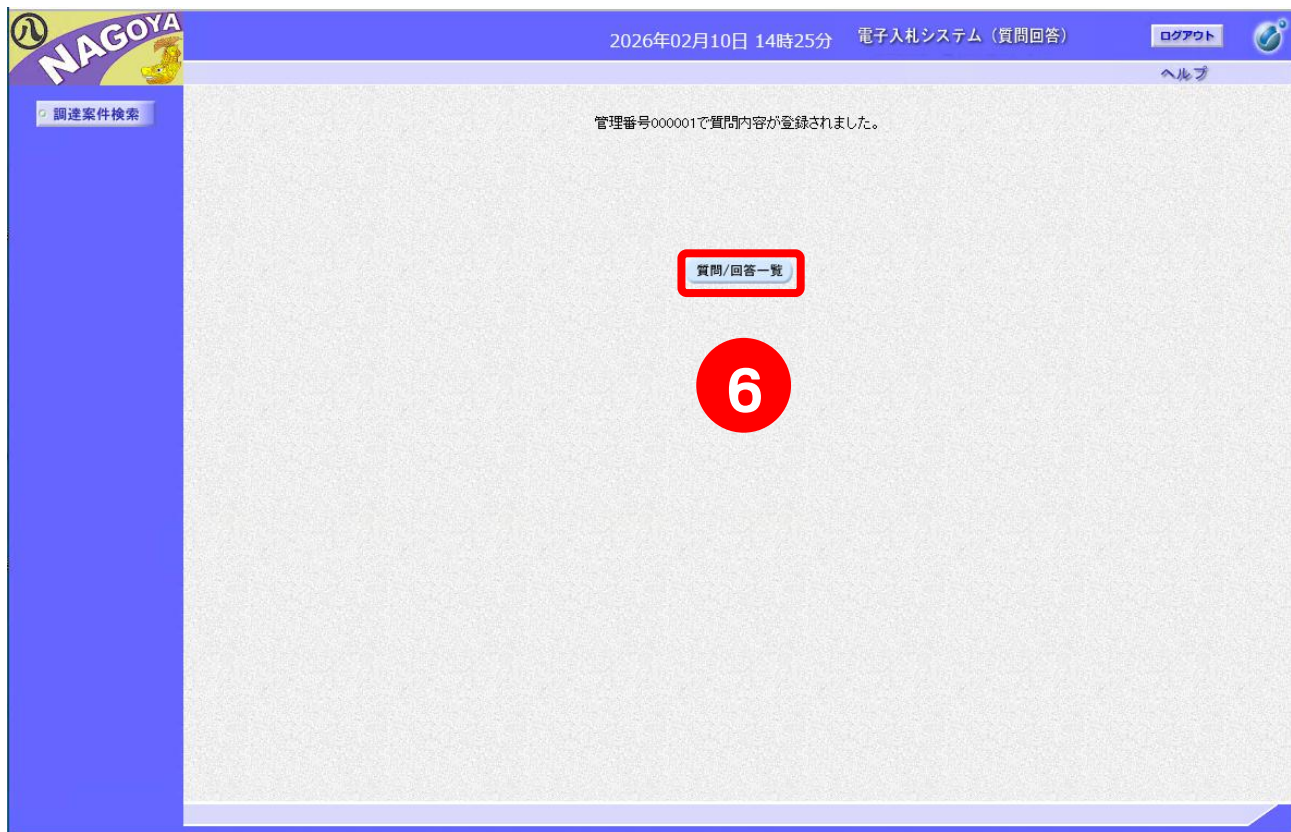 八
NAGOYA
2026年02月10日 14時25分
電子入札システム（質問回答）
ログアウト
ヘルプ
調達案件検索
管理番号000001で質問内容が登録されました。
質問/回答一覧
6